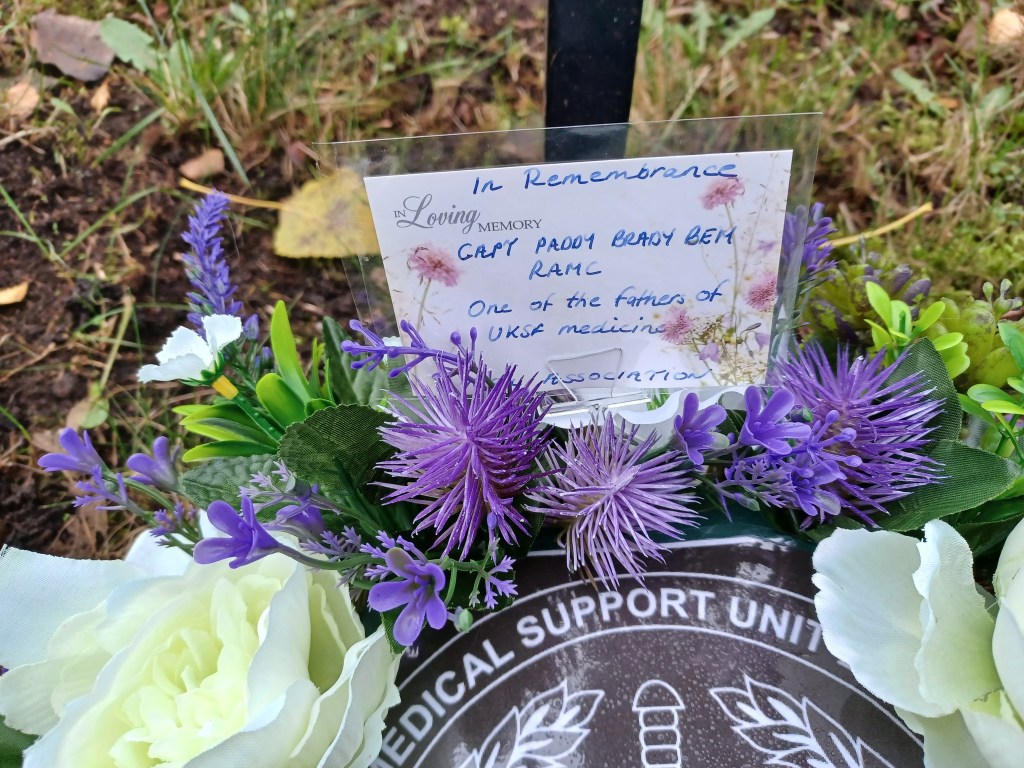 In Remembrance
IN Loving MEMORY
CAPT PADDY BRADY BEM
RAMC
One of the fathers of
UKSF medicine
ASSOCIATION
MEDICAL SUPPORT UNIT